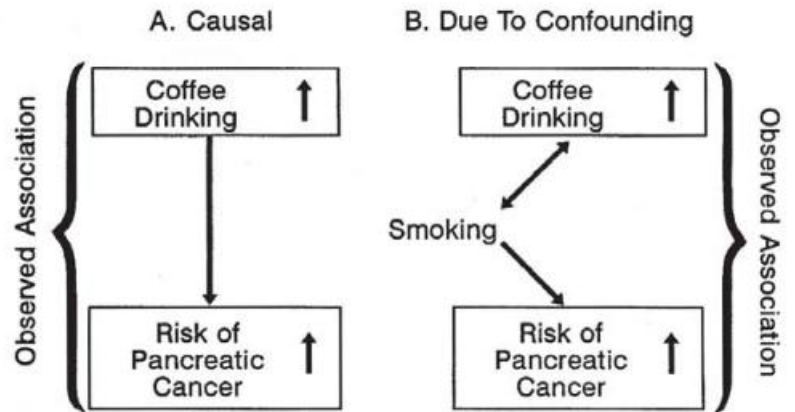 A. Causal
B. Due To Confounding
Observed Association
Coffee
Drinking
Coffee
Drinking
Observed Association
Smoking
Risk of
Pancreatic
Cancer
Risk of
Pancreatic
Cancer